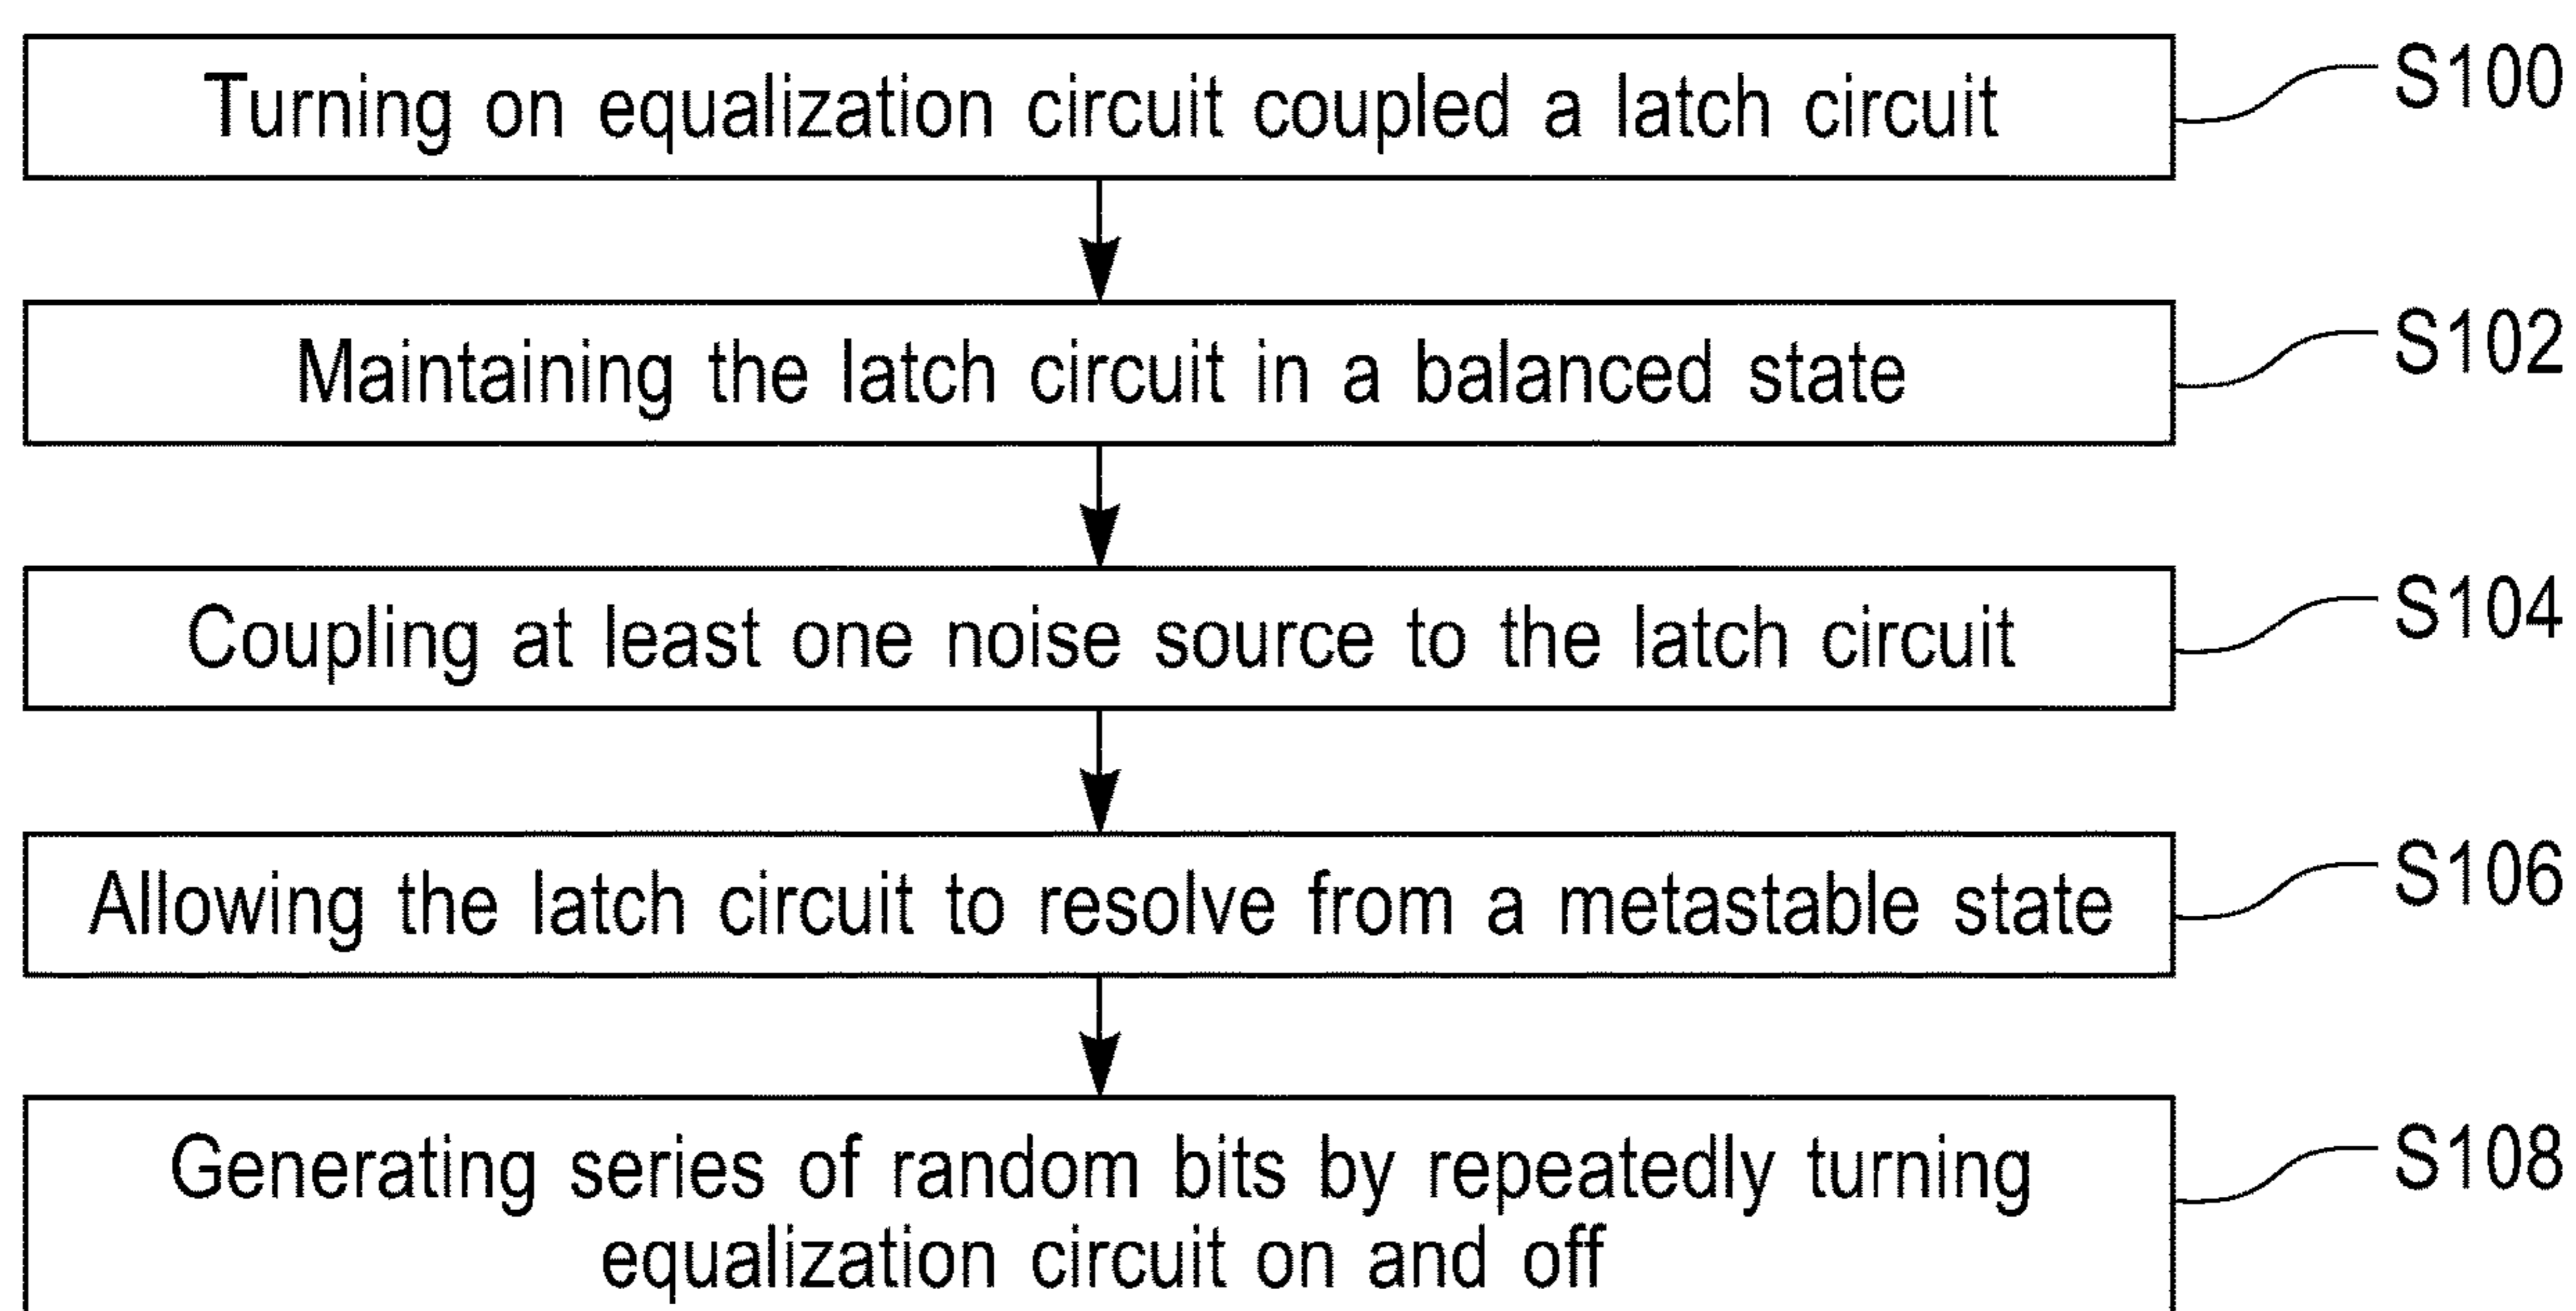 Turning on equalization circuit coupled a latch circuit
S100
Maintaining the latch circuit in a balanced state
S102
Coupling at least one noise source to the latch circuit
S104
Allowing the latch circuit to resolve from a metastable state
S106
Generating series of random bits by repeatedly turning
equalization circuit on and off
S108